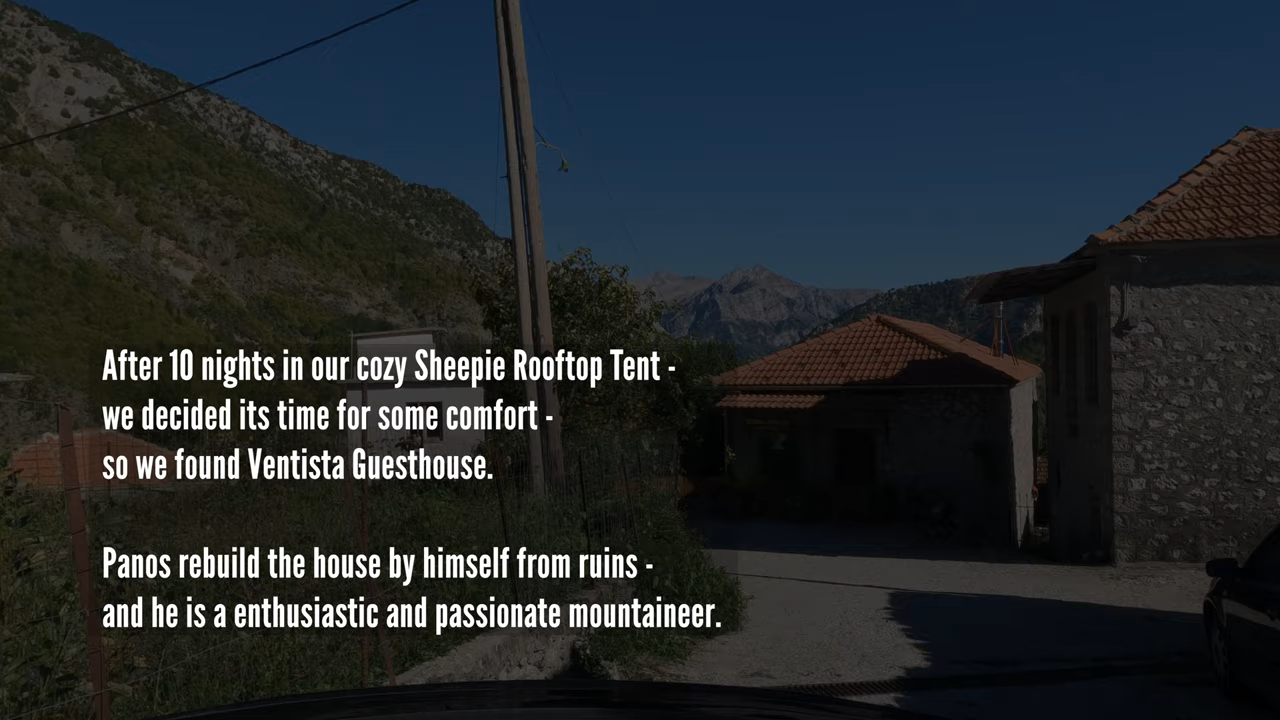 After 10 nights in our cozy Sheepie Rooftop Tent -
we decided its time for some comfort -
so we found Ventista Guesthouse.
Panos rebuild the house by himself from ruins -
and he is a enthusiastic and passionate mountaineer.